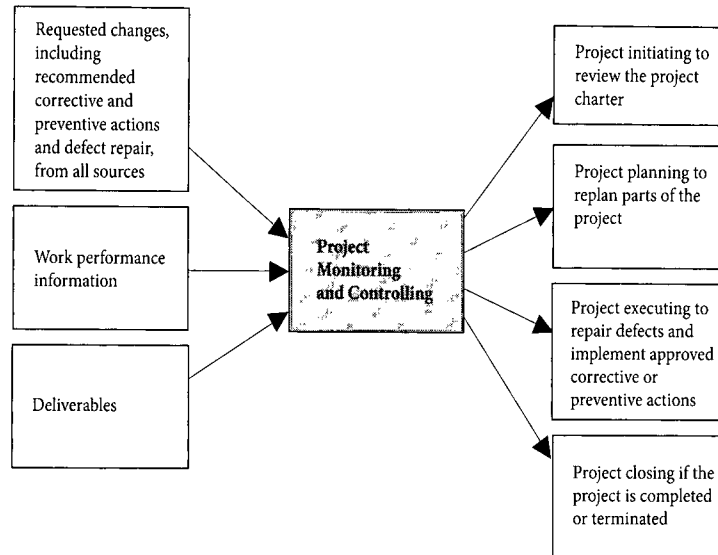 Requested changes,
including
recommended
corrective and
preventive actions
and defect repair,
from all sources
Work performance
information
Deliverables
Project
Monitoring
and Controlling
Project initiating to
review the project
charter
Project planning to
replan parts of the
project
Project executing to
repair defects and
implement approved
corrective or
preventive actions
Project closing if the
project is completed
or terminated